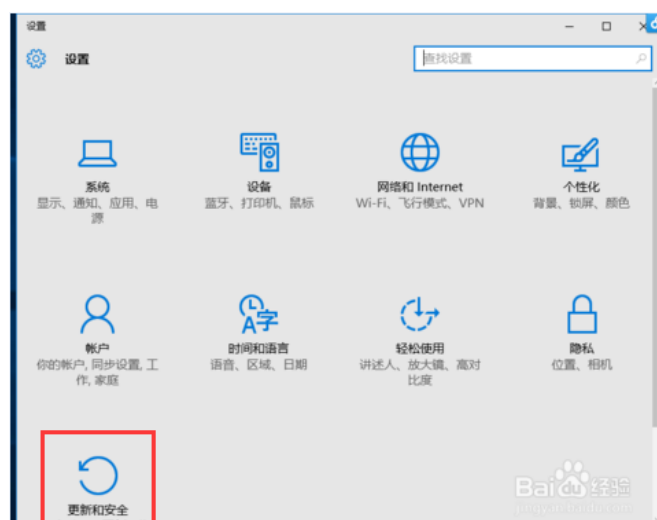 设置
设置
查找设置
系统
显示、通知、应用、电
源
设备
蓝牙、打印机、鼠标
网络和 Internet
Wi-Fi、飞行模式、VPN
个性化
背景、锁屏、颜色
帐户
你的帐户, 同步设置, 工
作, 家庭
时间和语言
语音、区域、日期
轻松使用
讲述人、放大镜、高对
比度
隐私
位置、相机
更新和安全
Baidu 经验
jingyan.baidu.com